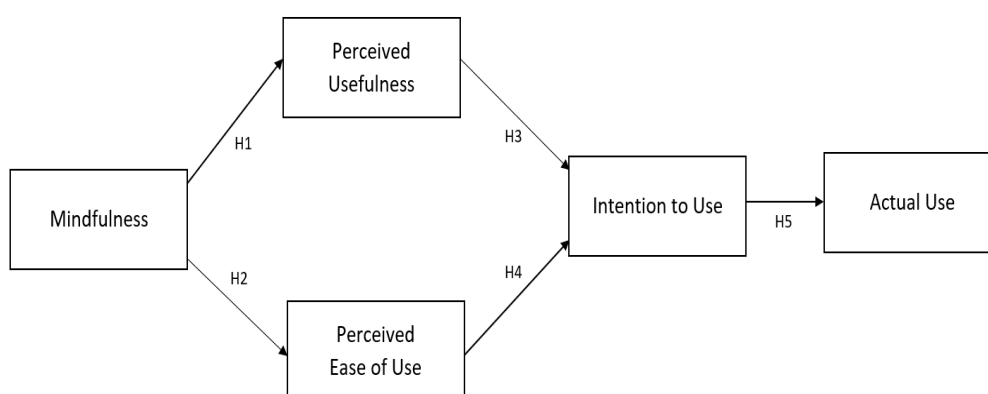 Perceived
Usefulness
H1
H3
Mindfulness
Intention to Use
Actual Use
H5
H2
H4
Perceived
Ease of Use